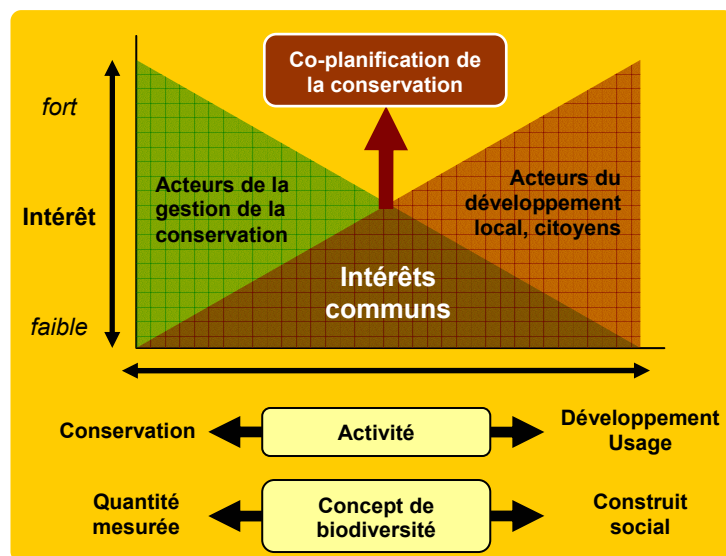 Co-planification de
la conservation
fort
Acteurs de la
gestion de la
conservation
Acteurs du
développement
local, citoyens
Intérêt
Intérêts
communs
faible
Conservation
Activité
Développement
Usage
Quantité
mesurée
Concept de
biodiversité
Construit
social